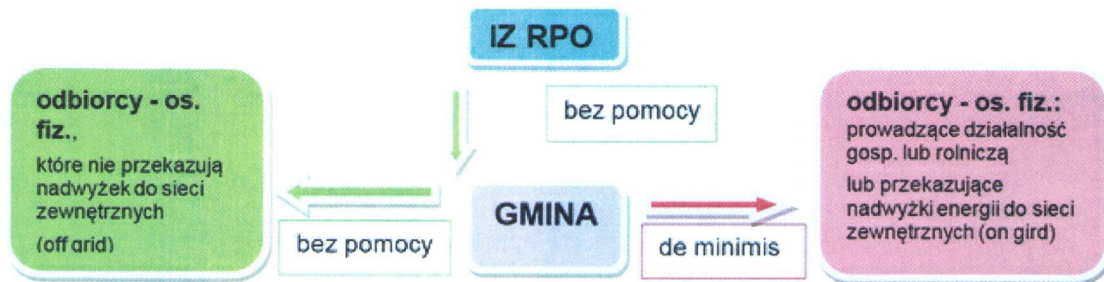 IZ RPO
bez pomocy
odbiorcy - os.
fiz.,
które nie przekazują
nadwyżek do sieci
zewnętrznych
(off grid)
bez pomocy
GMINA
de minimis
odbiorcy - os. fiz.:
prowadzące działalność
gosp. lub rolniczą
lub przekazujące
nadwyżki energii do sieci
zewnętrznych (on gird)